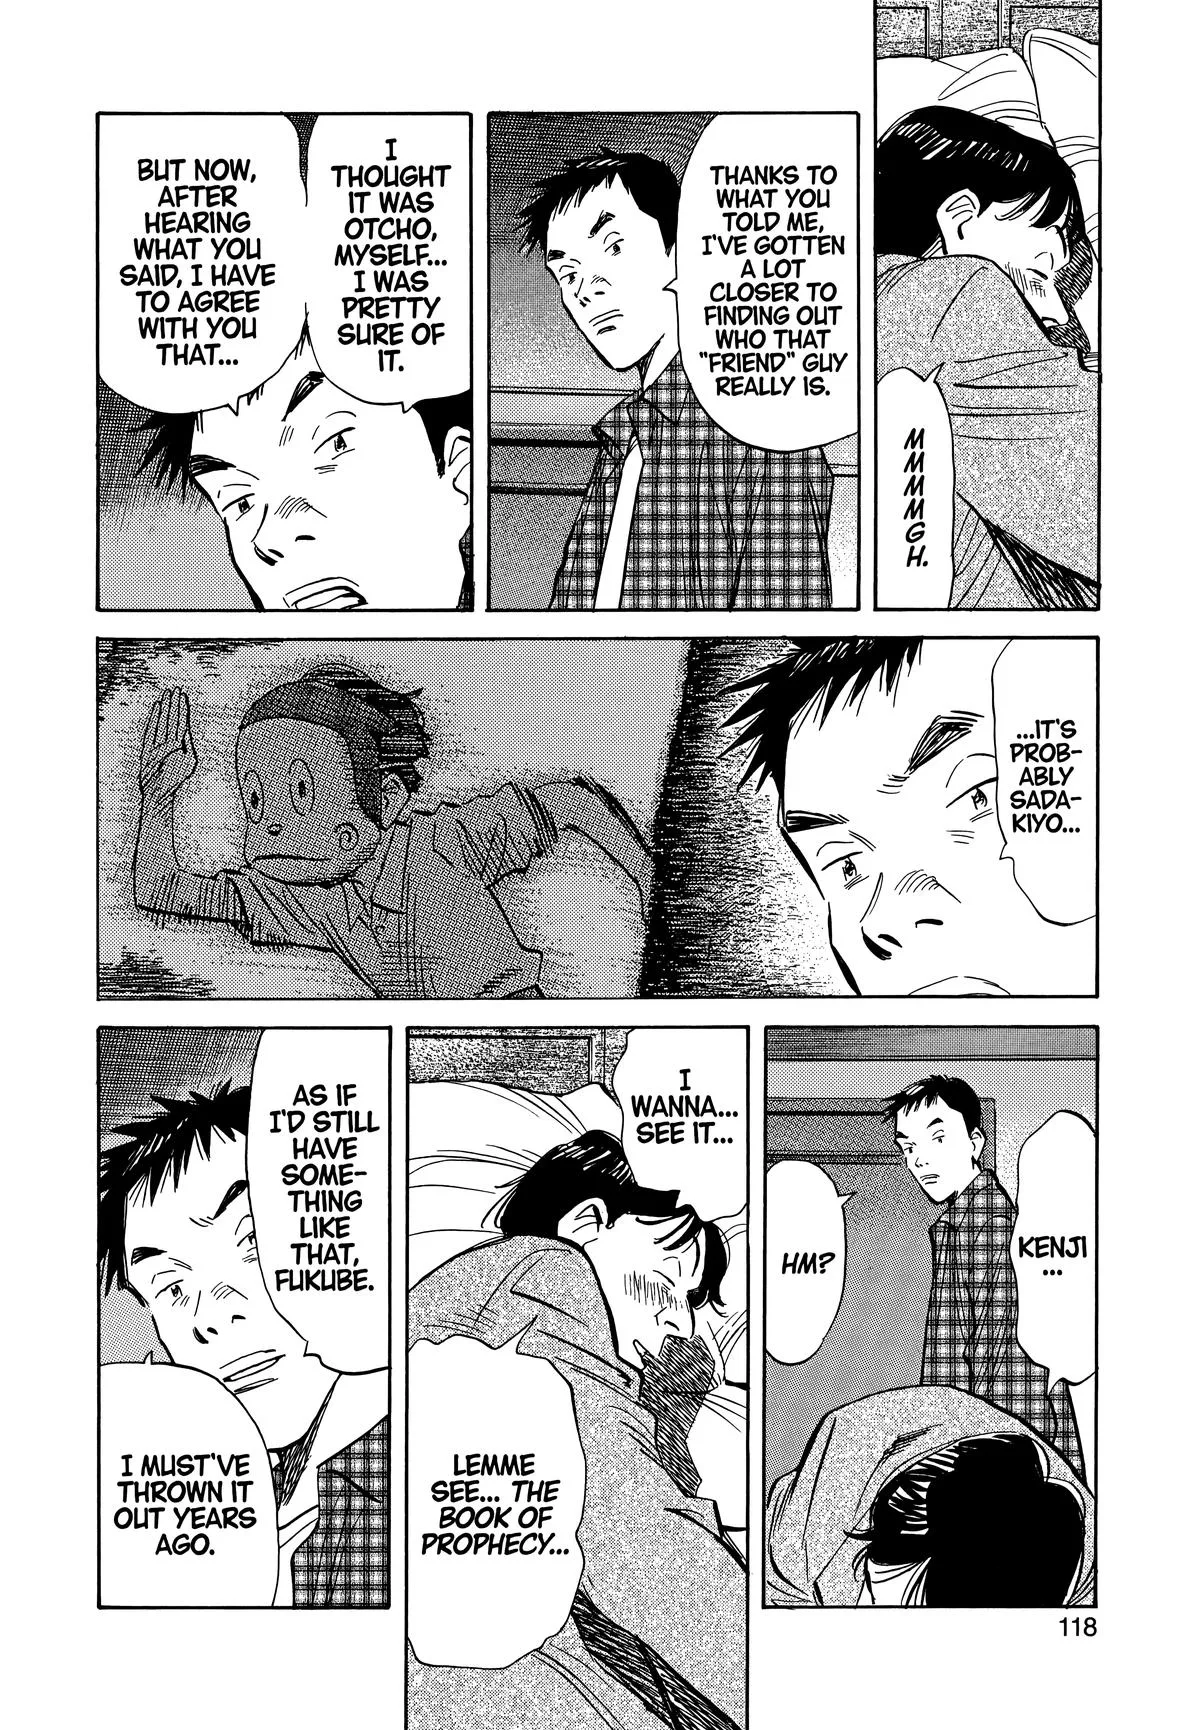 MMMMGH.
THANKS TO
WHAT YOU
TOLD ME,
I'VE GOTTEN
A LOT
CLOSER TO
FINDING OUT
WHO THAT
"FRIEND" GUY
REALLY IS.
I
THOUGHT
IT WAS
OTCHO,
MYSELF...
I WAS
PRETTY
SURE OF
IT.
BUT NOW,
AFTER
HEARING
WHAT YOU
SAID, I HAVE
TO AGREE
WITH YOU
THAT...
...IT'S
PROB-
ABLY
SADA-
KIYO...
KENJI
...
HM?
I
WANNA...
SEE IT...
LEMME
SEE... THE
BOOK OF
PROPHECY...
AS IF
I'D STILL
HAVE
SOME-
THING
LIKE
THAT,
FUKUBE.
I MUST'VE
THROWN IT
OUT YEARS
AGO.
118